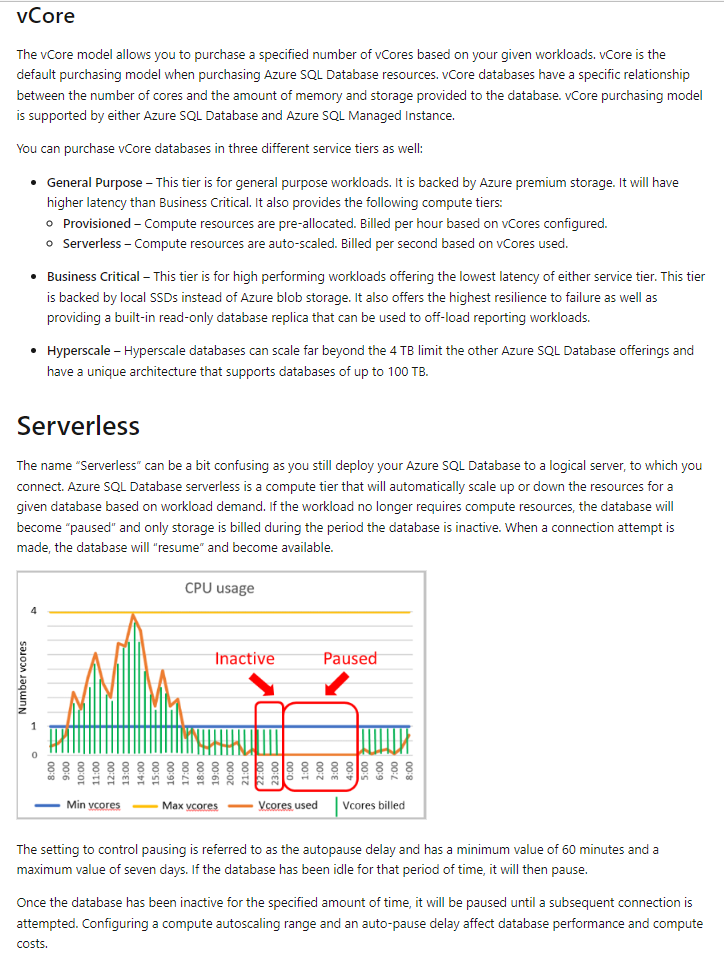 vCore
The vCore model allows you to purchase a specified number of vCores based on your given workloads. vCore is the
default purchasing model when purchasing Azure SQL Database resources. vCore databases have a specific relationship
between the number of cores and the amount of memory and storage provided to the database. vCore purchasing model
is supported by either Azure SQL Database and Azure SQL Managed Instance.
You can purchase vCore databases in three different service tiers as well:
• General Purpose – This tier is for general purpose workloads. It is backed by Azure premium storage. It will have
higher latency than Business Critical. It also provides the following compute tiers:
o Provisioned – Compute resources are pre-allocated. Billed per hour based on vCores configured.
o Serverless – Compute resources are auto-scaled. Billed per second based on vCores used.
• Business Critical – This tier is for high performing workloads offering the lowest latency of either service tier. This tier
is backed by local SSDs instead of Azure blob storage. It also offers the highest resilience to failure as well as
providing a built-in read-only database replica that can be used to off-load reporting workloads.
• Hyperscale – Hyperscale databases can scale far beyond the 4 TB limit the other Azure SQL Database offerings and
have a unique architecture that supports databases of up to 100 TB.
Serverless
The name "Serverless" can be a bit confusing as you still deploy your Azure SQL Database to a logical server, to which you
connect. Azure SQL Database serverless is a compute tier that will automatically scale up or down the resources for a
given database based on workload demand. If the workload no longer requires compute resources, the database will
become "paused" and only storage is billed during the period the database is inactive. When a connection attempt is
made, the database will "resume" and become available.
CPU usage
4
Inactive Paused
Number vcores
1
0
8:00 9:00 10:00 11:00 12:00 13:00 14:00 15:00 16:00 17:00 18:00 19:00 20:00 21:00 22:00 23:00 0:00 1:00 2:00 3:00 4:00 5:00 6:00 7:00 8:00
Min vcores Max vcores Vcores used Vcores billed
The setting to control pausing is referred to as the autopause delay and has a minimum value of 60 minutes and a
maximum value of seven days. If the database has been idle for that period of time, it will then pause.
Once the database has been inactive for the specified amount of time, it will be paused until a subsequent connection is
attempted. Configuring a compute autoscaling range and an auto-pause delay affect database performance and compute
costs.